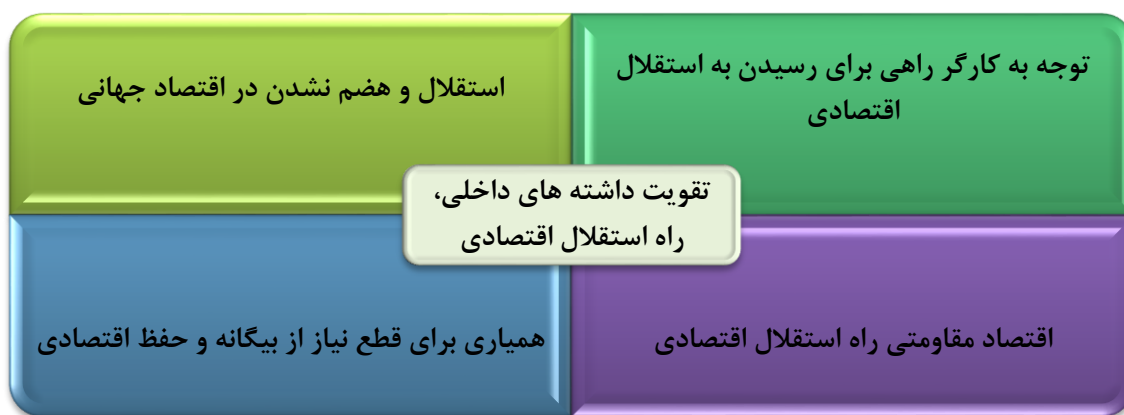 توجه به کارگر راهی برای رسیدن به استقلال
اقتصادی
استقلال و هضم نشدن در اقتصاد جهانی
تقویت داشته های داخلی،
راه استقلال اقتصادی
اقتصاد مقاومتی راه استقلال اقتصادی
همیاری برای قطع نیاز از بیگانه و حفظ اقتصادی